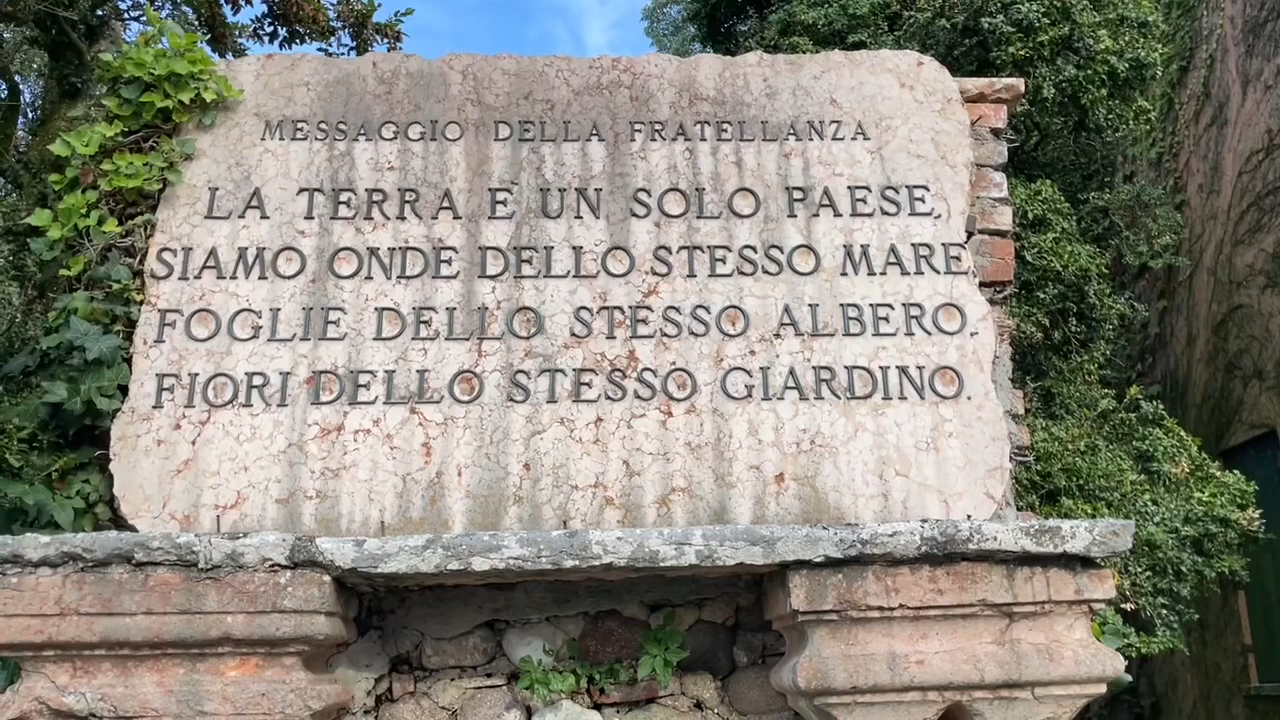 MESSAGGIO DELLA FRATELLANZA
LA TERRA È UN SOLO PAESE,
SIAMO ONDE DELLO STESSO MARE
FOGLIE DELLO STESSO ALBERO,
FIORI DELLO STESSO GIARDINO.